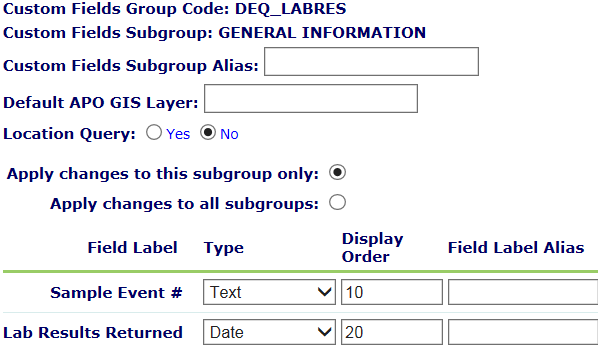 Custom Fields Group Code: DEQ_LABRES
Custom Fields Subgroup: GENERAL INFORMATION
Custom Fields Subgroup Alias:
Default APO GIS Layer:
Location Query: Yes No
Apply changes to this subgroup only:
Apply changes to all subgroups:
Field Label Type Display Order Field Label Alias
Sample Event # Text 10
Lab Results Returned Date 20